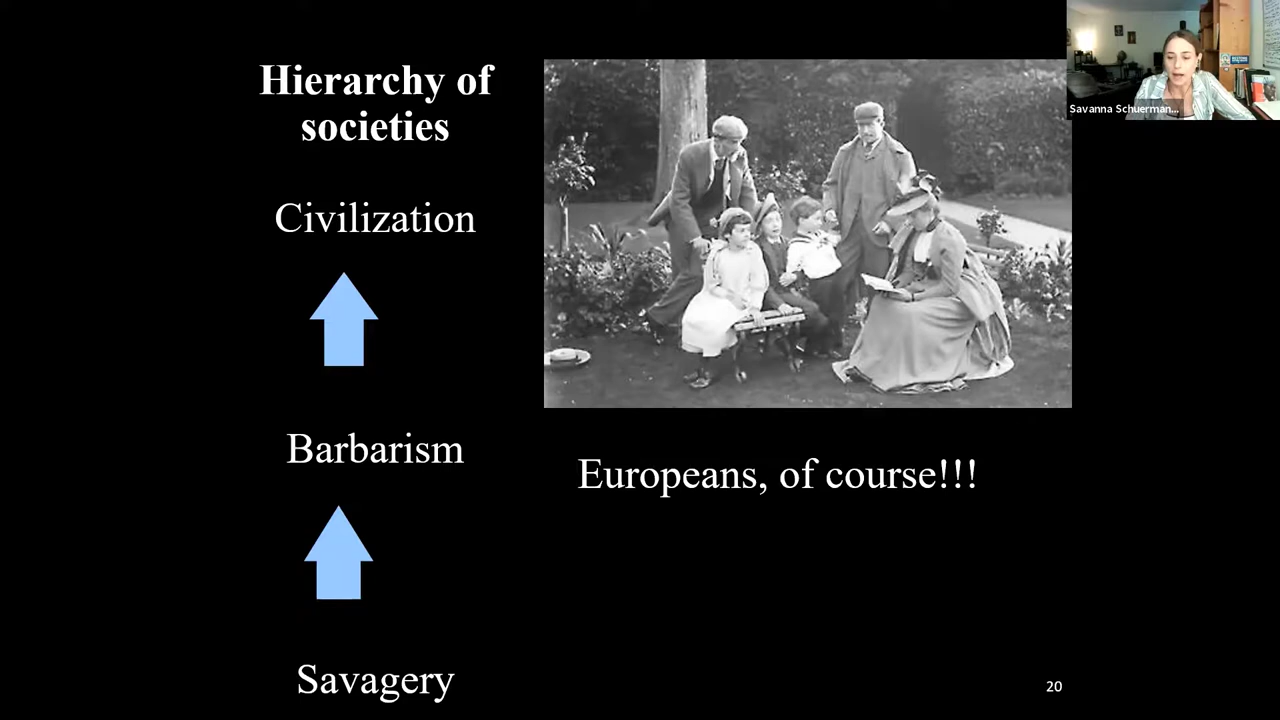 Hierarchy of
societies
Civilization
Barbarism
Savagery
Europeans, of course!!!
20
Savanna Schuerman...